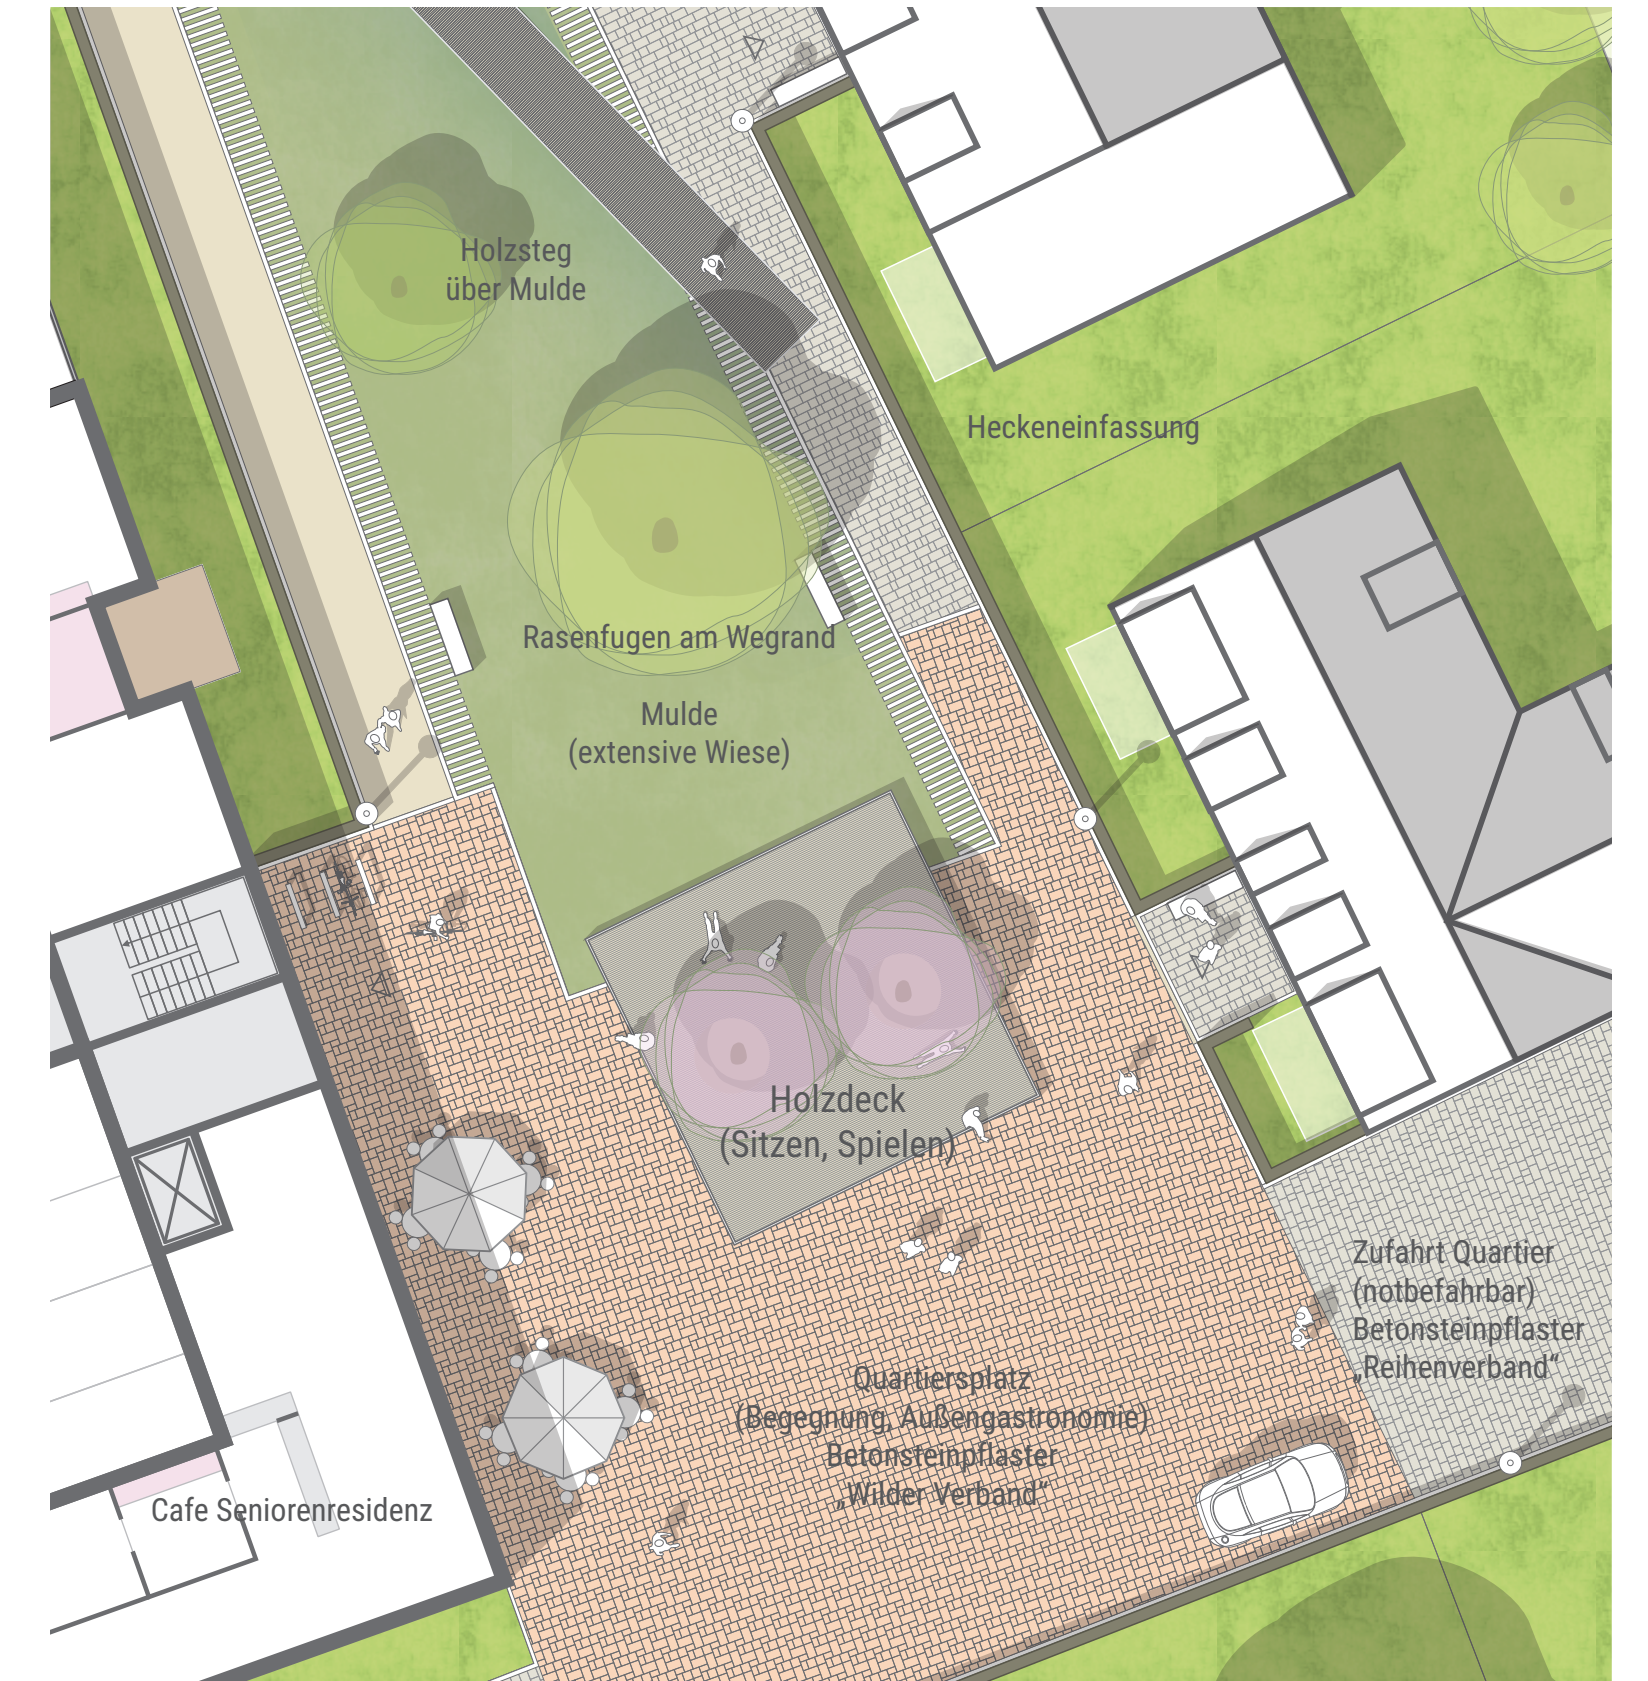 Holzsteg
über Mulde
Heckeneinfassung
Rasenfugen am Wegrand
Mulde
(extensive Wiese)
Holzdeck
(Sitzen, Spielen)
Zufahrt Quartier
(notbefahrbar)
Betonsteinpflaster
„Reihenverband“
Quartiersplatz
(Begegnung, Außengastronomie)
Betonsteinpflaster
„Wilder Verband“
Cafe Seniorenresidenz